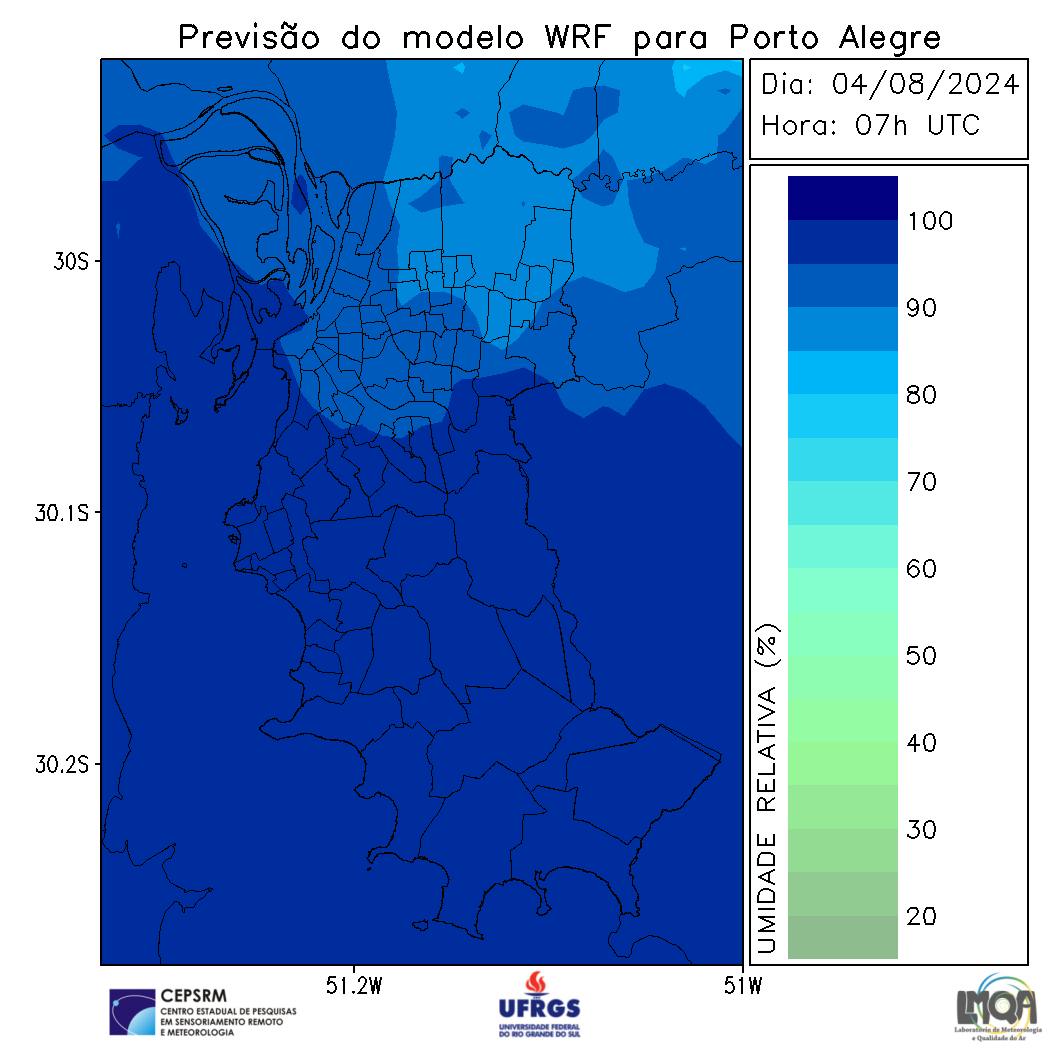 Previsão do modelo WRF para Porto Alegre
Dia: 04/08/2024
Hora: 07h UTC
30S
30.1S
30.2S
51.2W
51W
UMIDADE RELATIVA (%)
100
90
80
70
60
50
40
30
20
CEPSRM
CENTRO ESTADUAL DE PESQUISAS
EM SENSORIAMENTO REMOTO
E METEOROLOGIA
UFRGS
UNIVERSIDADE FEDERAL
DO RIO GRANDE DO SUL
LMQA
Laboratório de Meteorologia
e Qualidade do Ar